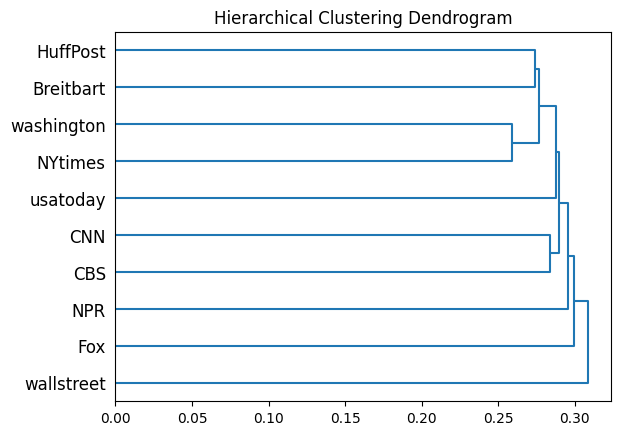 Hierarchical Clustering Dendrogram
HuffPost
Breitbart
washington
NYtimes
usatoday
CNN
CBS
NPR
Fox
wallstreet
0.00 0.05 0.10 0.15 0.20 0.25 0.30